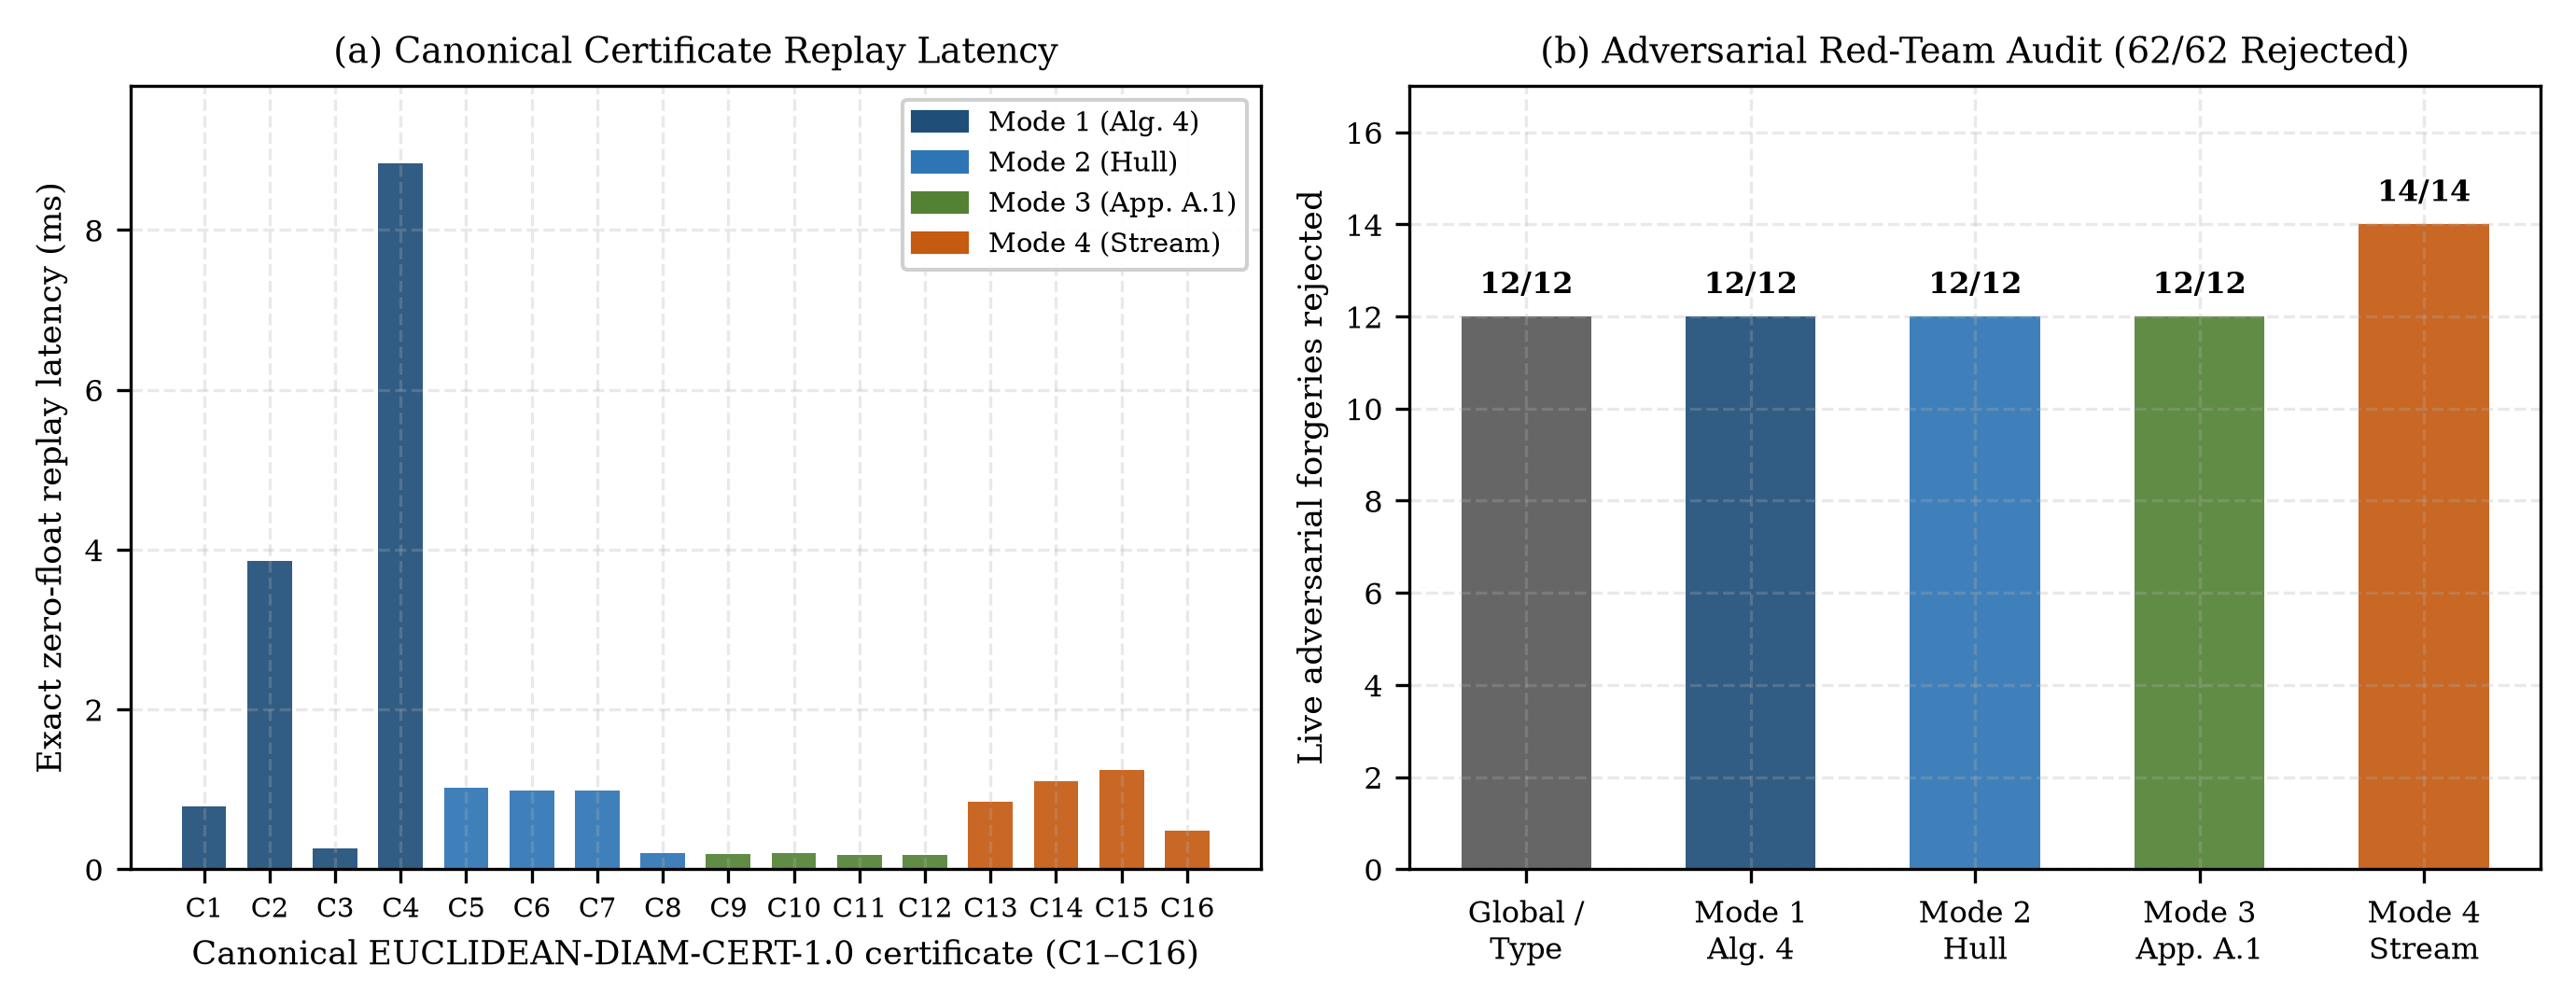 (a) Canonical Certificate Replay Latency
Exact zero-float replay latency (ms)
8
6
4
2
0
Mode 1 (Alg. 4)
Mode 2 (Hull)
Mode 3 (App. A.1)
Mode 4 (Stream)
C1 C2 C3 C4 C5 C6 C7 C8 C9 C10 C11 C12 C13 C14 C15 C16
Canonical EUCLIDEAN-DIAM-CERT-1.0 certificate (C1–C16)
(b) Adversarial Red-Team Audit (62/62 Rejected)
Live adversarial forgeries rejected
16
14
12
10
8
6
4
2
0
12/12 12/12 12/12 12/12 14/14
Global /
Type
Mode 1
Alg. 4
Mode 2
Hull
Mode 3
App. A.1
Mode 4
Stream